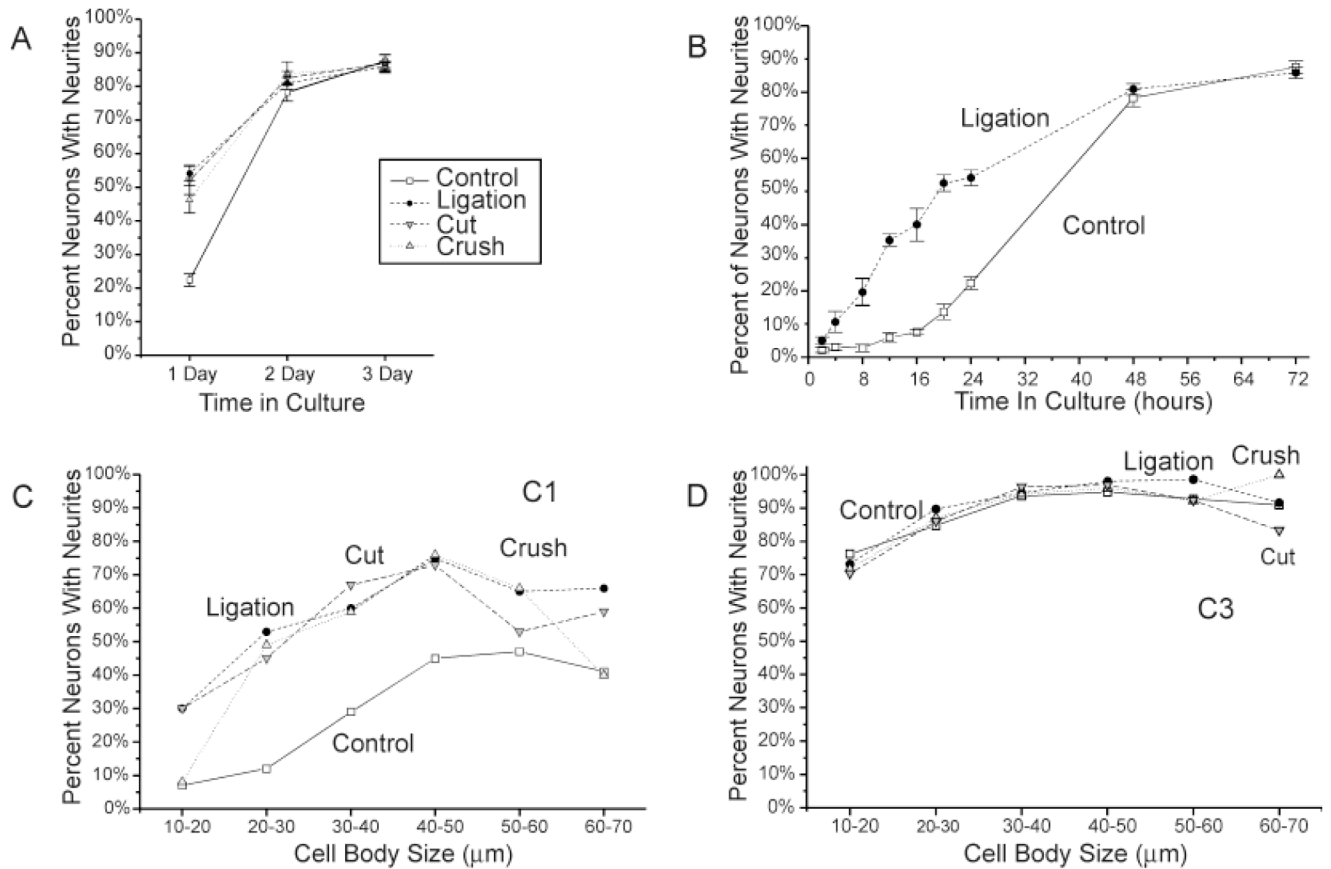 A
Percent Neurons With Neurites
100%
90%
80%
70%
60%
50%
40%
30%
20%
10%
0%
1 Day 2 Day 3 Day
Time in Culture
Control
Ligation
Cut
Crush
B
Percent of Neurons With Neurites
100%
90%
80%
70%
60%
50%
40%
30%
20%
10%
0%
Ligation
Control
0 8 16 24 32 40 48 56 64 72
Time In Culture (hours)
C
Percent Neurons With Neurites
100%
90%
80%
70%
60%
50%
40%
30%
20%
10%
0%
C1
Cut
Crush
Ligation
Control
10-20 20-30 30-40 40-50 50-60 60-70
Cell Body Size (μm)
D
Percent Neurons With Neurites
100%
90%
80%
70%
60%
50%
40%
30%
20%
10%
0%
Ligation
Crush
Control
Cut
C3
10-20 20-30 30-40 40-50 50-60 60-70
Cell Body Size (μm)